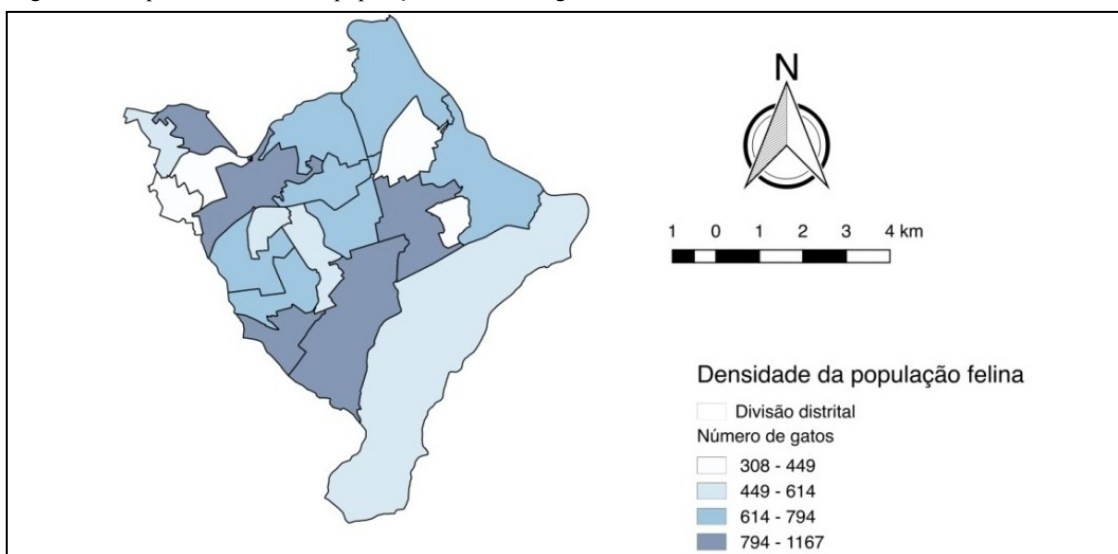 N
1 0 1 2 3 4 km
Densidade da população felina
Divisão distrital
Número de gatos
308 - 449
449 - 614
614 - 794
794 - 1167